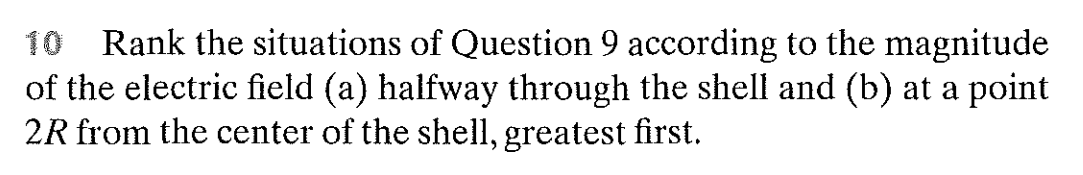 10 Rank the situations of Question 9 according to the magnitude
of the electric field (a) halfway through the shell and (b) at a point
2R from the center of the shell, greatest first.